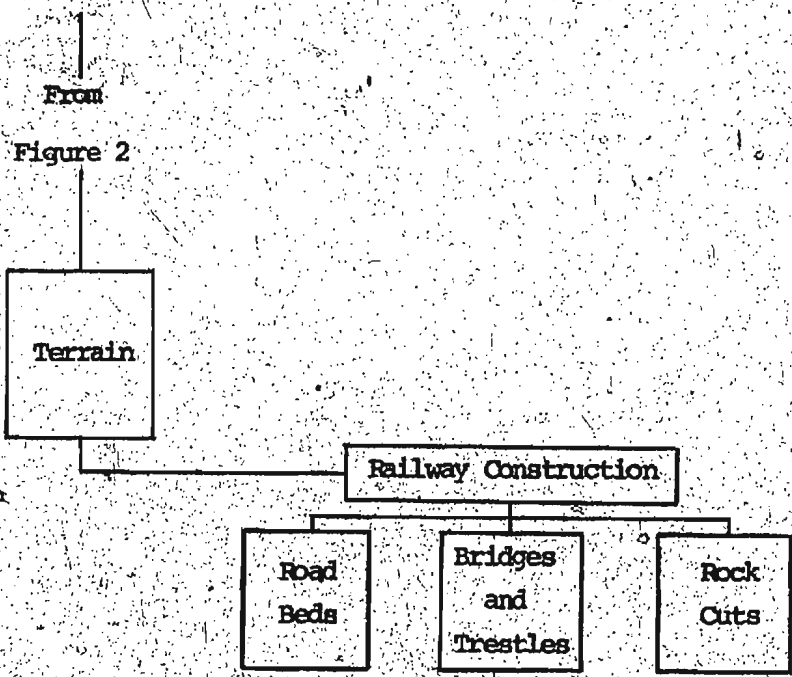 From
Figure 2
Terrain
Railway Construction
Road
Beds
Bridges
and
Trestles
Rock
Cuts